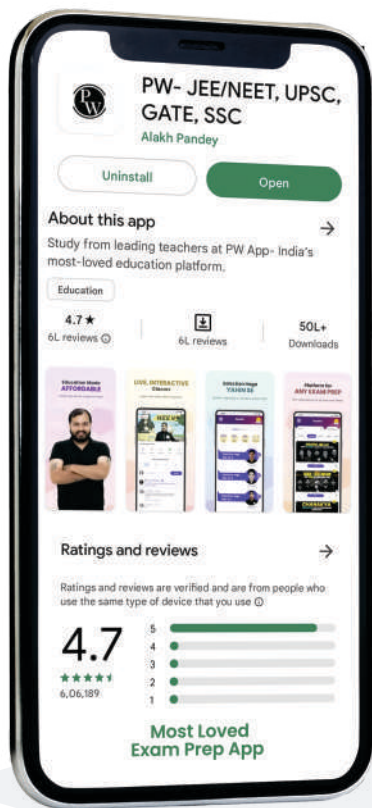 PW
PW- JEE/NEET, UPSC,
GATE, SSC
Alakh Pandey
Uninstall
Open
About this app
Study from leading teachers at PW App- India's
most-loved education platform.
Education
4.7★
6L reviews
6L reviews
50L+
Downloads
Education Made
AFFORDABLE
LIVE, INTERACTIVE
Classes
Selection Hoga
YAHIN SE
Platform for
ANY EXAM PREP
Ratings and reviews
Ratings and reviews are verified and are from people who
use the same type of device that you use
4.7
6,06,189
5
4
3
2
1
Most Loved
Exam Prep App